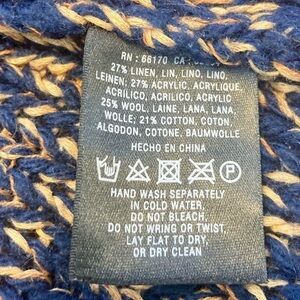 RN : 66170 CA :
27% LINEN, LIN, LINO, LINO,
LEINEN; 27% ACRYLIC, ACRYLIQUE,
ACRILICO, ACRILICO, ACRYLIC
25% WOOL, LAINE, LANA, LANA,
WOLLE; 21% COTTON, COTON,
ALGODON, COTONE, BAUMWOLLE
HECHO EN CHINA
P
HAND WASH SEPARATELY
IN COLD WATER,
DO NOT BLEACH,
DO NOT WRING OR TWIST,
LAY FLAT TO DRY,
OR DRY CLEAN